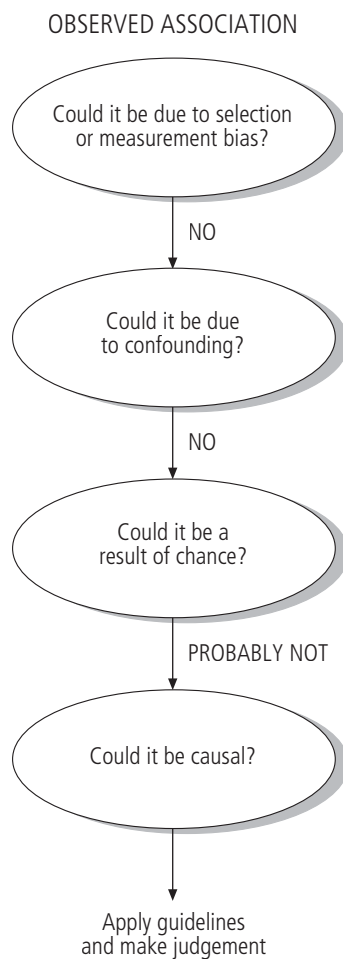 OBSERVED ASSOCIATION
Could it be due to selection
or measurement bias?
NO
Could it be due
to confounding?
NO
Could it be a
result of chance?
PROBABLY NOT
Could it be causal?
Apply guidelines
and make judgement